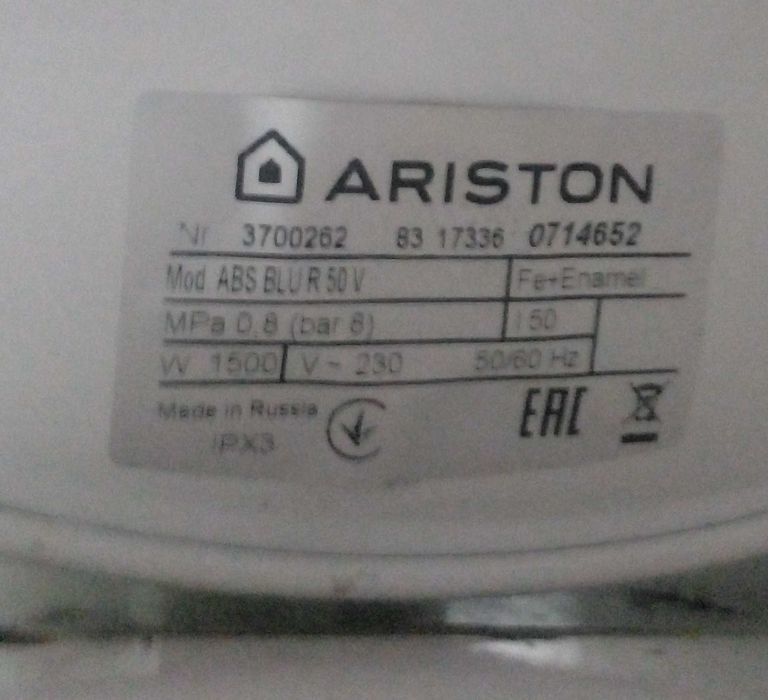 ARISTON
Nr 3700262 83 17336 0714652
Mod ABS BLU R 50 V Fe+Enamel
MPa 0,8 (bar 8) l 50
W 1500 V ~ 230 50/60 Hz
Made in Russia
IPX3
EAC